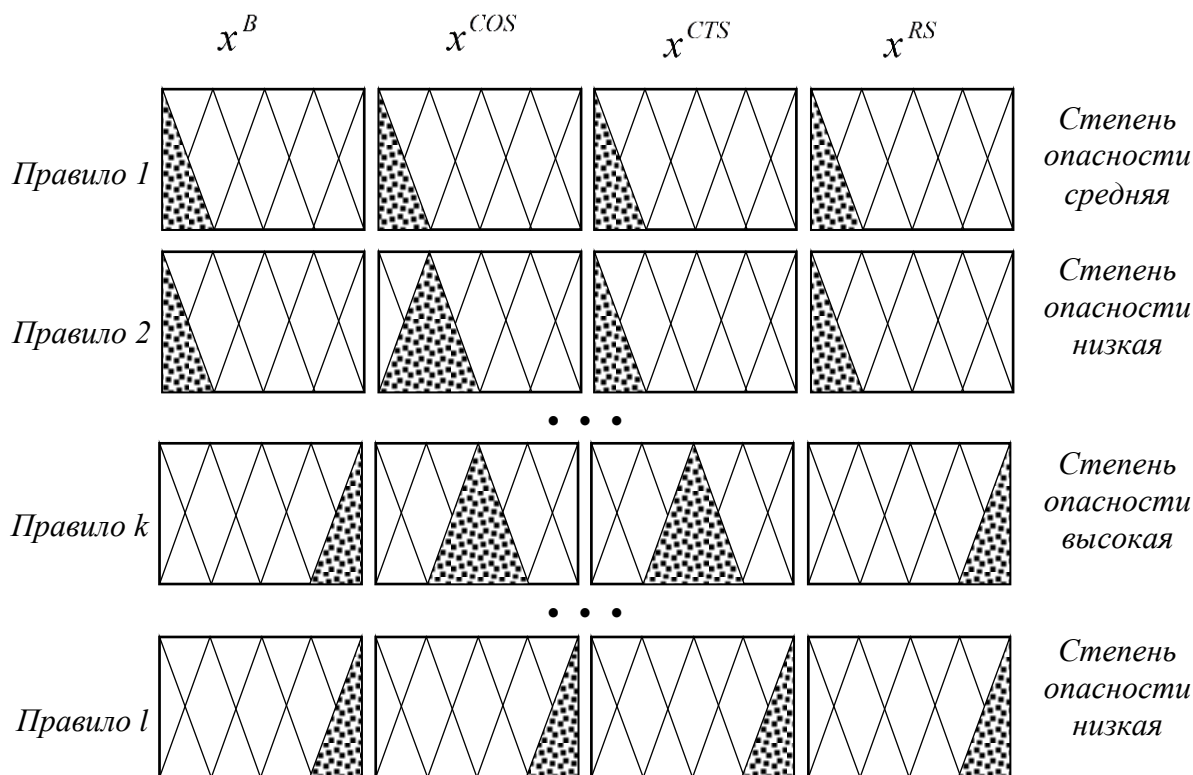 x^B x^COS x^CTS x^RS
Правило 1
Степень
опасности
средняя
Правило 2
Степень
опасности
низкая
• • •
Правило k
Степень
опасности
высокая
• • •
Правило l
Степень
опасности
низкая